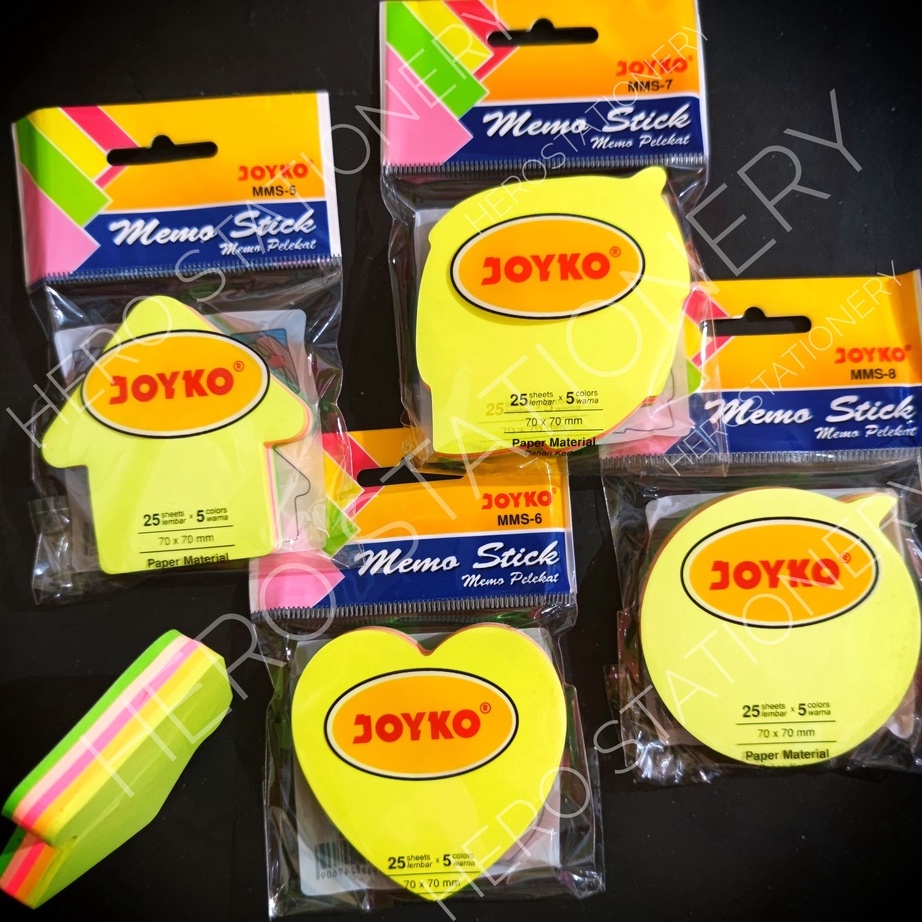 JOYKO®
MMS-5
Memo Stick
Memo Pelekat
JOYKO®
25 sheets lembar x 5 colors warna
70 x 70 mm
Paper Material
JOYKO®
MMS-7
Memo Stick
Memo Pelekat
JOYKO®
25 sheets lembar x 5 colors warna
70 x 70 mm
Paper Material
Bahan Kertas
JOYKO®
MMS-8
Memo Stick
Memo Pelekat
JOYKO®
25 sheets lembar x 5 colors warna
70 x 70 mm
Paper Material
JOYKO®
MMS-6
Memo Stick
Memo Pelekat
JOYKO®
25 sheets lembar x 5 colors warna
70 x 70 mm
HERO STATIONERY
HEROSTATIONERY
HERO STATIONERY
HEROSTATIONERY
HERO STATIONERY